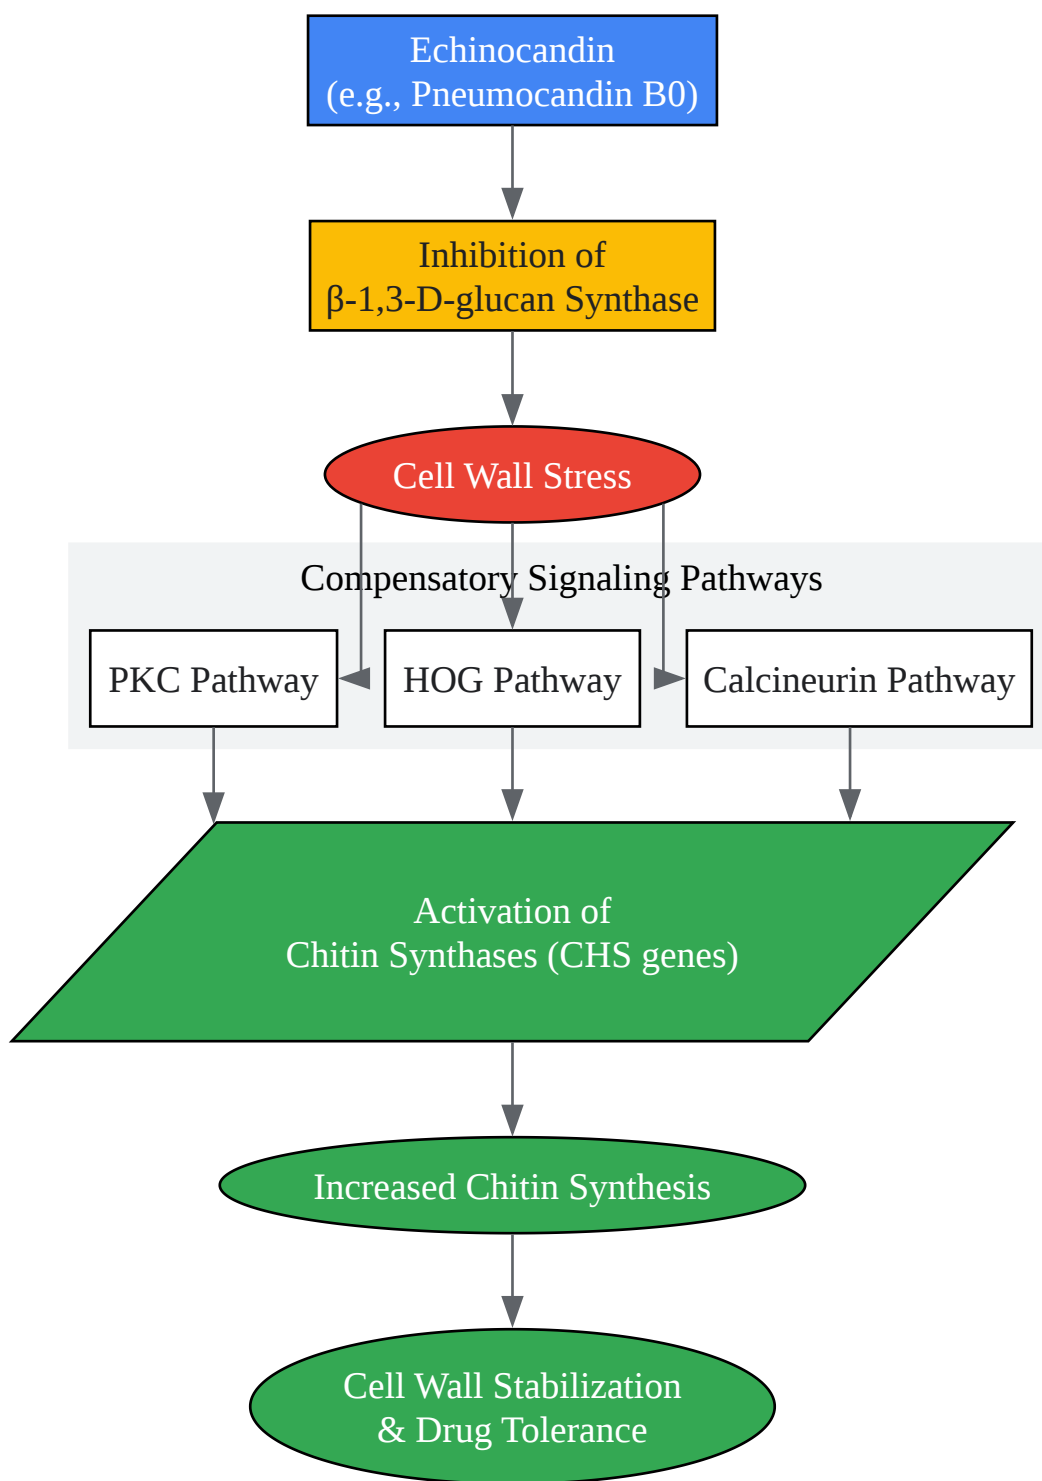 Echinocandin
(e.g., Pneumocandin B0)
Inhibition of
β-1,3-D-glucan Synthase
Cell Wall Stress
Compensatory Signaling Pathways
PKC Pathway
HOG Pathway
Calcineurin Pathway
Activation of
Chitin Synthases (CHS genes)
Increased Chitin Synthesis
Cell Wall Stabilization
& Drug Tolerance